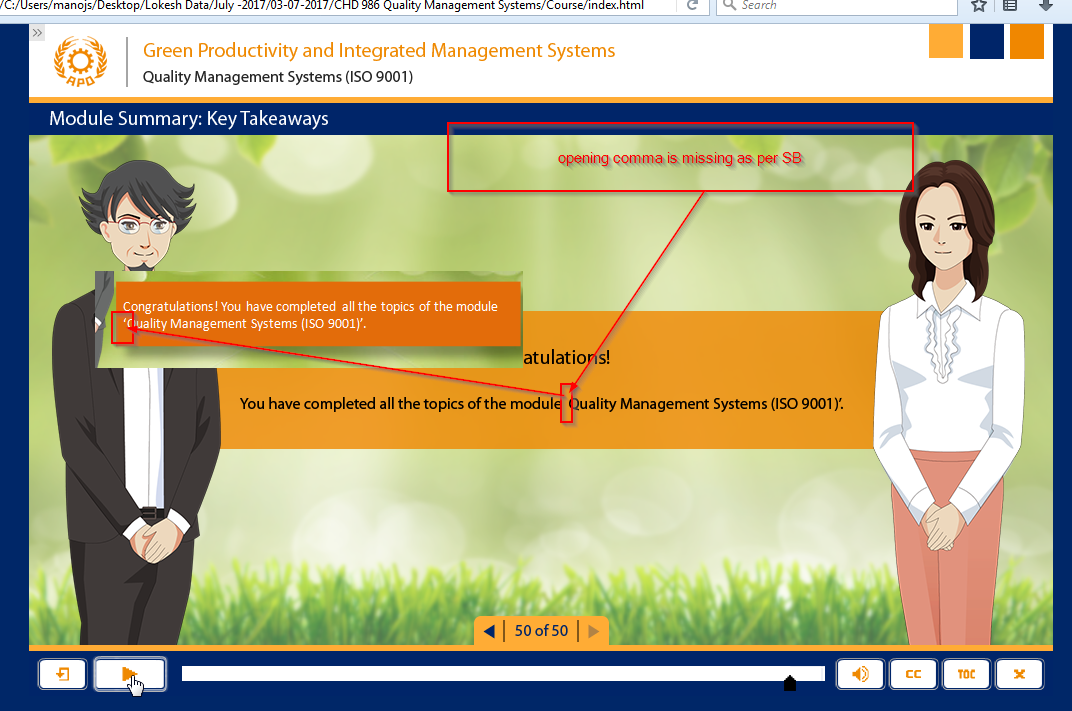 /C:/Users/manojs/Desktop/Lokesh Data/July -2017/03-07-2017/CHD 986 Quality Management Systems/Course/index.html
Search
Green Productivity and Integrated Management Systems
APO
Quality Management Systems (ISO 9001)
Module Summary: Key Takeaways
opening comma is missing as per SB
Congratulations! You have completed all the topics of the module
‘Quality Management Systems (ISO 9001)’.
atulations!
You have completed all the topics of the module Quality Management Systems (ISO 9001)’.
50 of 50
CC
TOC